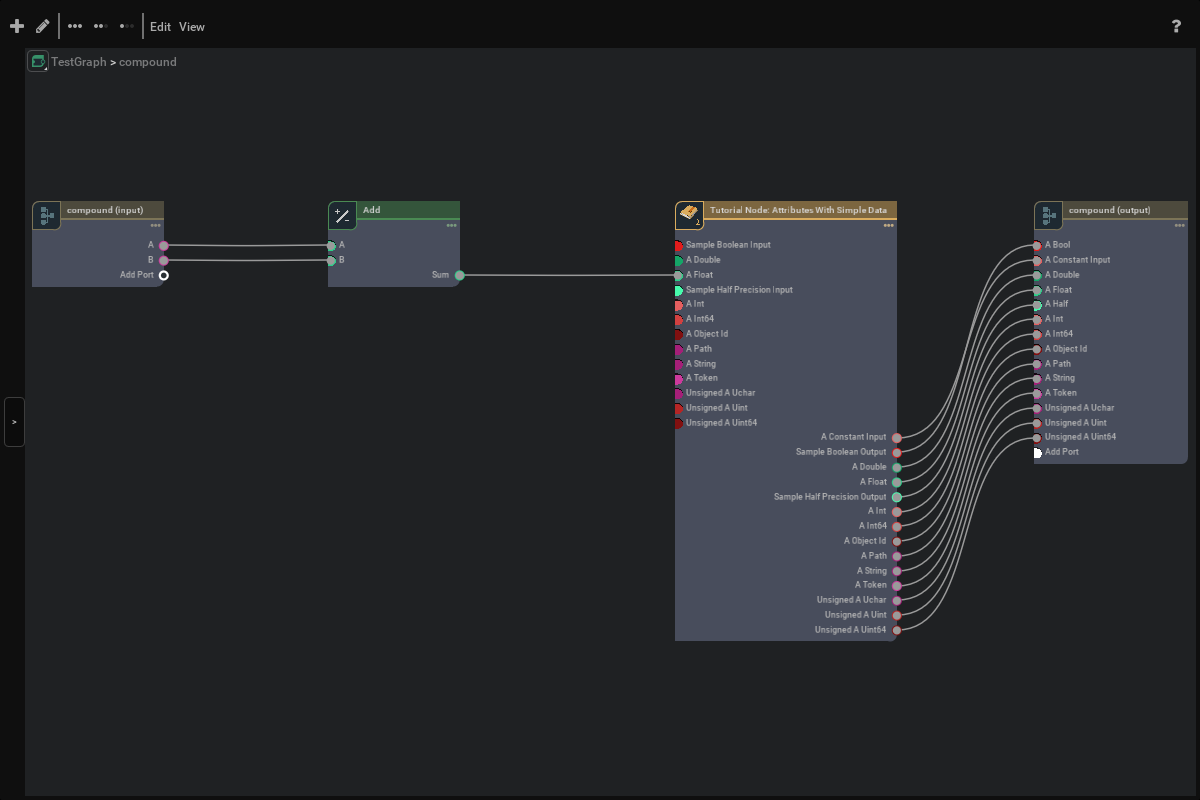 Edit View
?
TestGraph > compound
compound (input)
A
B
Add Port
Add
A
B
Sum
Tutorial Node: Attributes With Simple Data
2
Sample Boolean Input
A Double
A Float
Sample Half Precision Input
A Int
A Int64
A Object Id
A Path
A String
A Token
Unsigned A Uchar
Unsigned A Uint
Unsigned A Uint64
A Constant Input
Sample Boolean Output
A Double
A Float
Sample Half Precision Output
A Int
A Int64
A Object Id
A Path
A String
A Token
Unsigned A Uchar
Unsigned A Uint
Unsigned A Uint64
compound (output)
A Bool
A Constant Input
A Double
A Float
A Half
A Int
A Int64
A Object Id
A Path
A String
A Token
Unsigned A Uchar
Unsigned A Uint
Unsigned A Uint64
Add Port
>